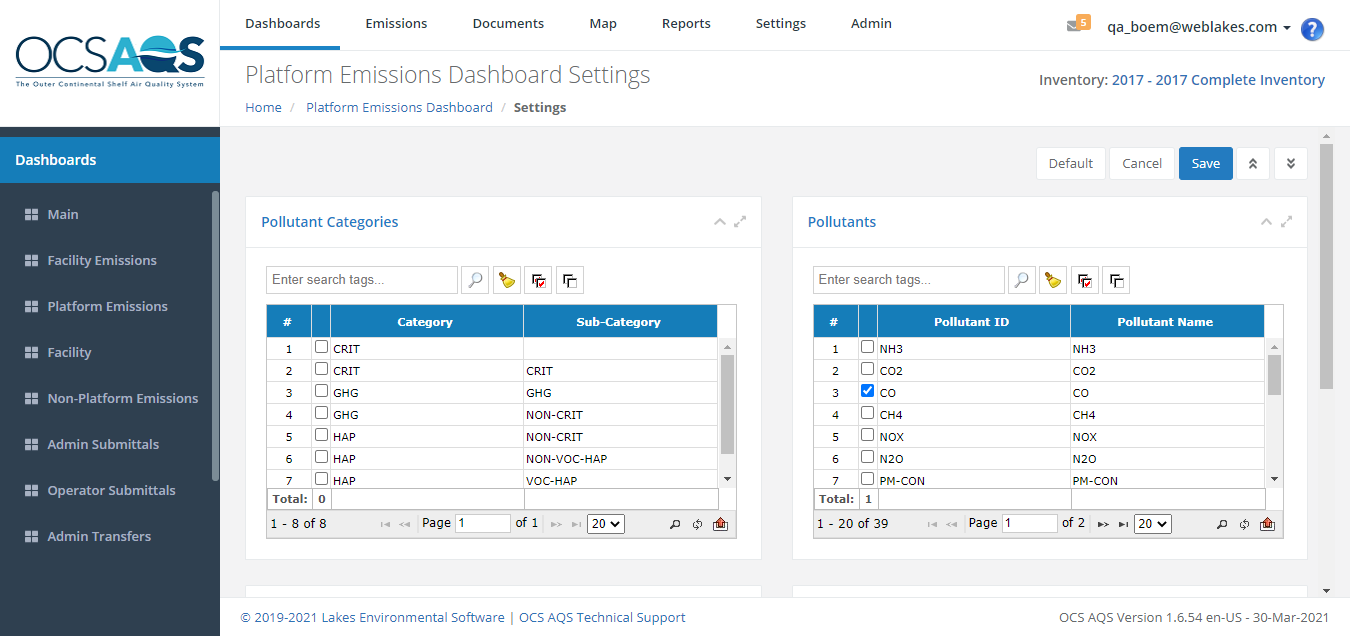 OCSAQS
The Outer Continental Shelf Air Quality System
Dashboards Emissions Documents Map Reports Settings Admin
5 qa_boem@weblakes.com ?
Platform Emissions Dashboard Settings
Inventory: 2017 - 2017 Complete Inventory
Home / Platform Emissions Dashboard / Settings
Dashboards
Main
Facility Emissions
Platform Emissions
Facility
Non-Platform Emissions
Admin Submittals
Operator Submittals
Admin Transfers
Default Cancel Save
Pollutant Categories
Enter search tags...
# Category Sub-Category
1 CRIT
2 CRIT CRIT
3 GHG GHG
4 GHG NON-CRIT
5 HAP NON-CRIT
6 HAP NON-VOC-HAP
7 HAP VOC-HAP
Total: 0
1 - 8 of 8 Page 1 of 1 20
Pollutants
Enter search tags...
# Pollutant ID Pollutant Name
1 NH3 NH3
2 CO2 CO2
3 CO CO
4 CH4 CH4
5 NOX NOX
6 N2O N2O
7 PM-CON PM-CON
Total: 1
1 - 20 of 39 Page 1 of 2 20
© 2019-2021 Lakes Environmental Software | OCS AQS Technical Support
OCS AQS Version 1.6.54 en-US - 30-Mar-2021